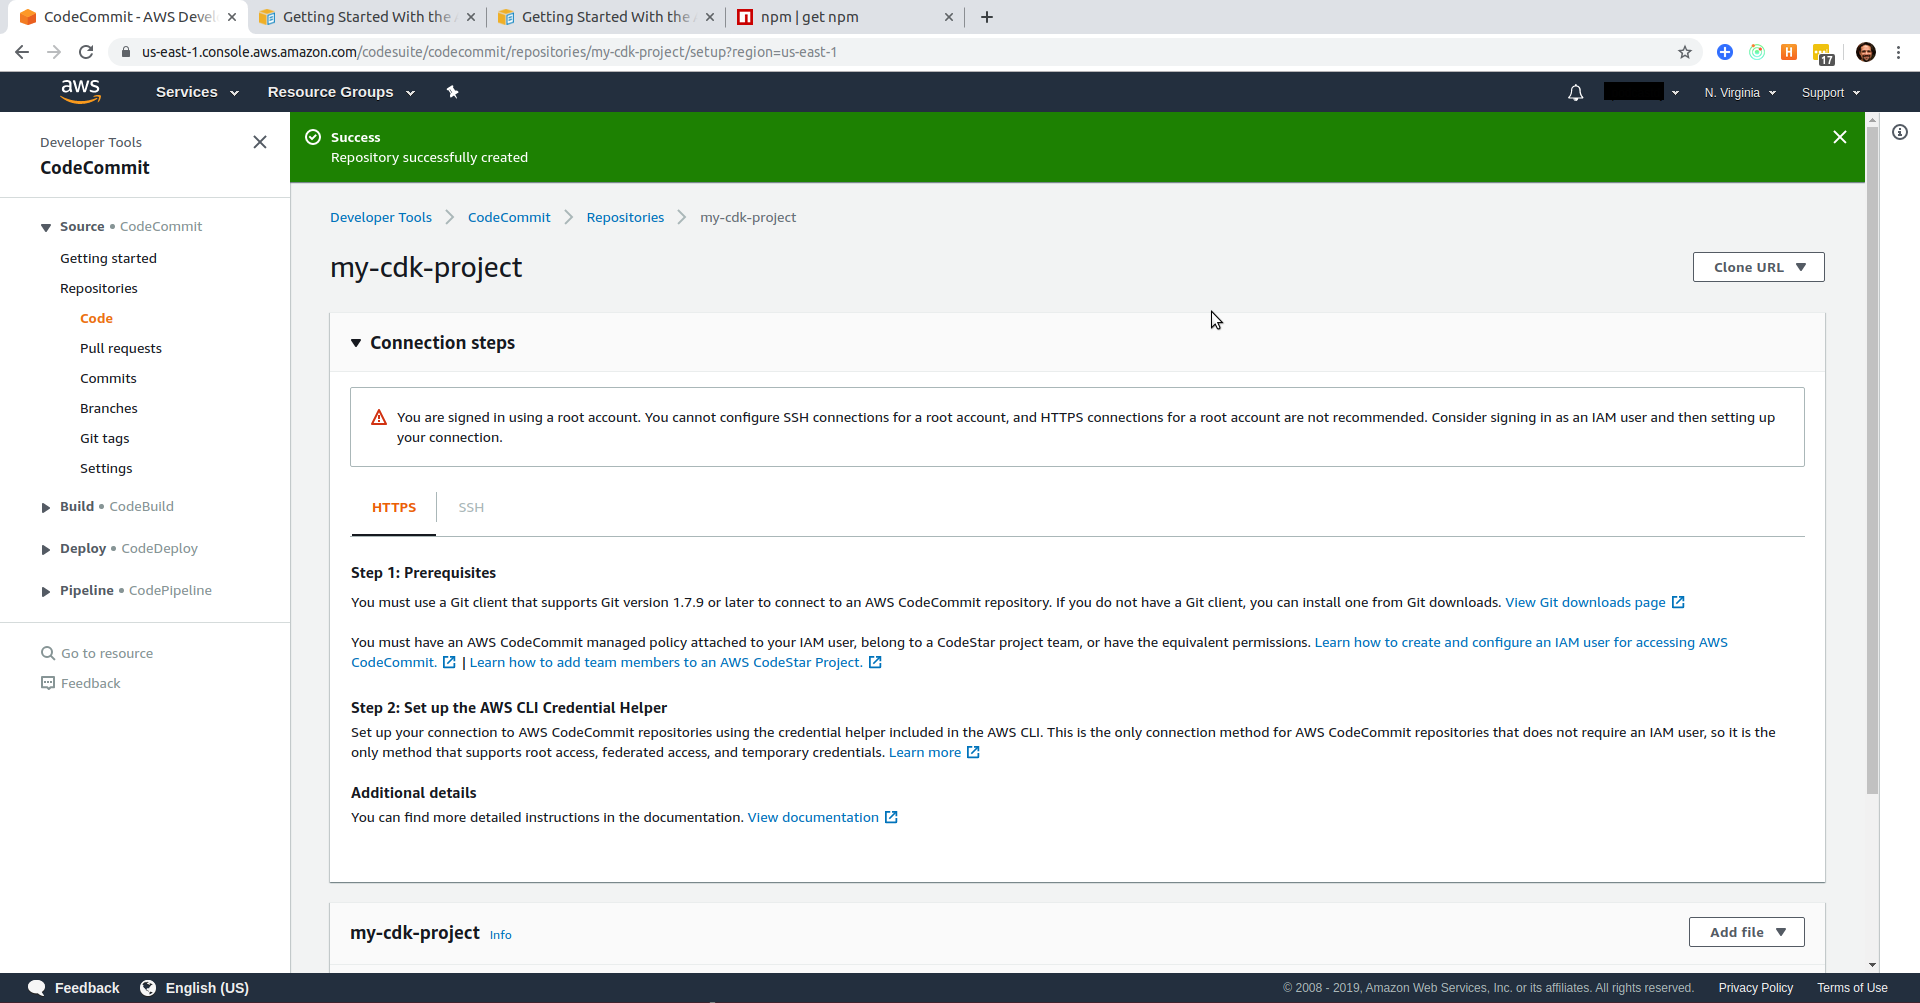 CodeCommit - AWS Devel
Getting Started With the
Getting Started With the
npm | get npm
us-east-1.console.aws.amazon.com/codesuite/codecommit/repositories/my-cdk-project/setup?region=us-east-1
H
17
aws
Services
Resource Groups
N. Virginia
Support
Developer Tools
CodeCommit
Source • CodeCommit
Getting started
Repositories
Code
Pull requests
Commits
Branches
Git tags
Settings
Build • CodeBuild
Deploy • CodeDeploy
Pipeline • CodePipeline
Go to resource
Feedback
Success
Repository successfully created
Developer Tools
CodeCommit
Repositories
my-cdk-project
my-cdk-project
Clone URL
Connection steps
You are signed in using a root account. You cannot configure SSH connections for a root account, and HTTPS connections for a root account are not recommended. Consider signing in as an IAM user and then setting up
your connection.
HTTPS
SSH
Step 1: Prerequisites
You must use a Git client that supports Git version 1.7.9 or later to connect to an AWS CodeCommit repository. If you do not have a Git client, you can install one from Git downloads. View Git downloads page
You must have an AWS CodeCommit managed policy attached to your IAM user, belong to a CodeStar project team, or have the equivalent permissions. Learn how to create and configure an IAM user for accessing AWS
CodeCommit. | Learn how to add team members to an AWS CodeStar Project.
Step 2: Set up the AWS CLI Credential Helper
Set up your connection to AWS CodeCommit repositories using the credential helper included in the AWS CLI. This is the only connection method for AWS CodeCommit repositories that does not require an IAM user, so it is the
only method that supports root access, federated access, and temporary credentials. Learn more
Additional details
You can find more detailed instructions in the documentation. View documentation
my-cdk-project Info
Add file
Feedback
English (US)
© 2008 - 2019, Amazon Web Services, Inc. or its affiliates. All rights reserved.
Privacy Policy
Terms of Use